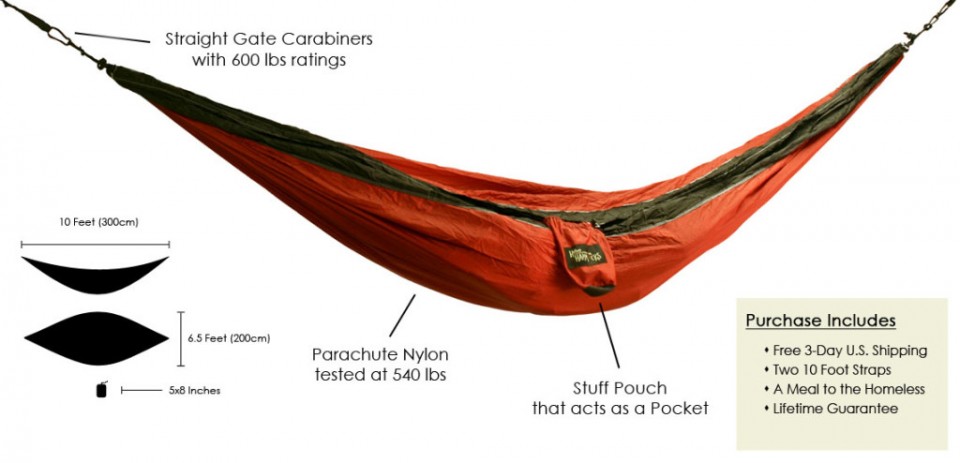 Straight Gate Carabiners
with 600 lbs ratings
10 Feet (300cm)
6.5 Feet (200cm)
5x8 Inches
Parachute Nylon
tested at 540 lbs
Stuff Pouch
that acts as a Pocket
Purchase Includes
• Free 3-Day U.S. Shipping
• Two 10 Foot Straps
• A Meal to the Homeless
• Lifetime Guarantee